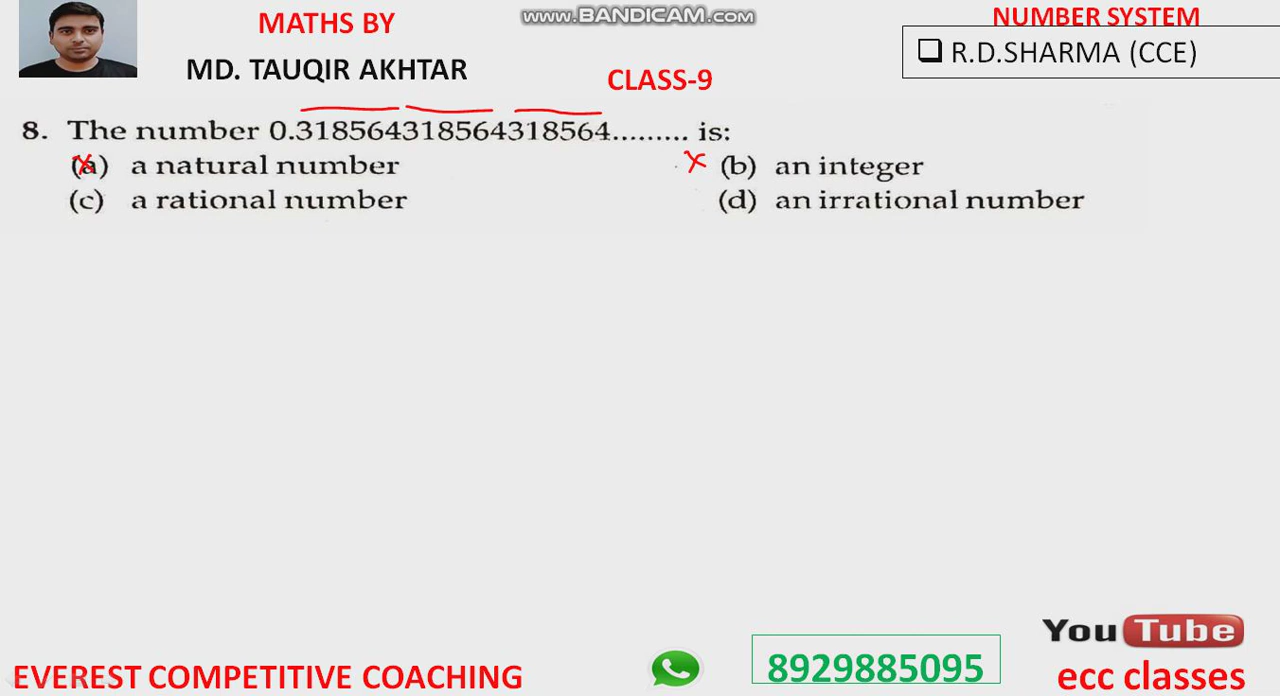 www.BANDICAM.com
MATHS BY
NUMBER SYSTEM
MD. TAUQIR AKHTAR
R.D.SHARMA (CCE)
CLASS-9
8. The number 0.318564318564318564......... is:
(a) a natural number
(b) an integer
(c) a rational number
(d) an irrational number
YouTube
EVEREST COMPETITIVE COACHING
8929885095
ecc classes